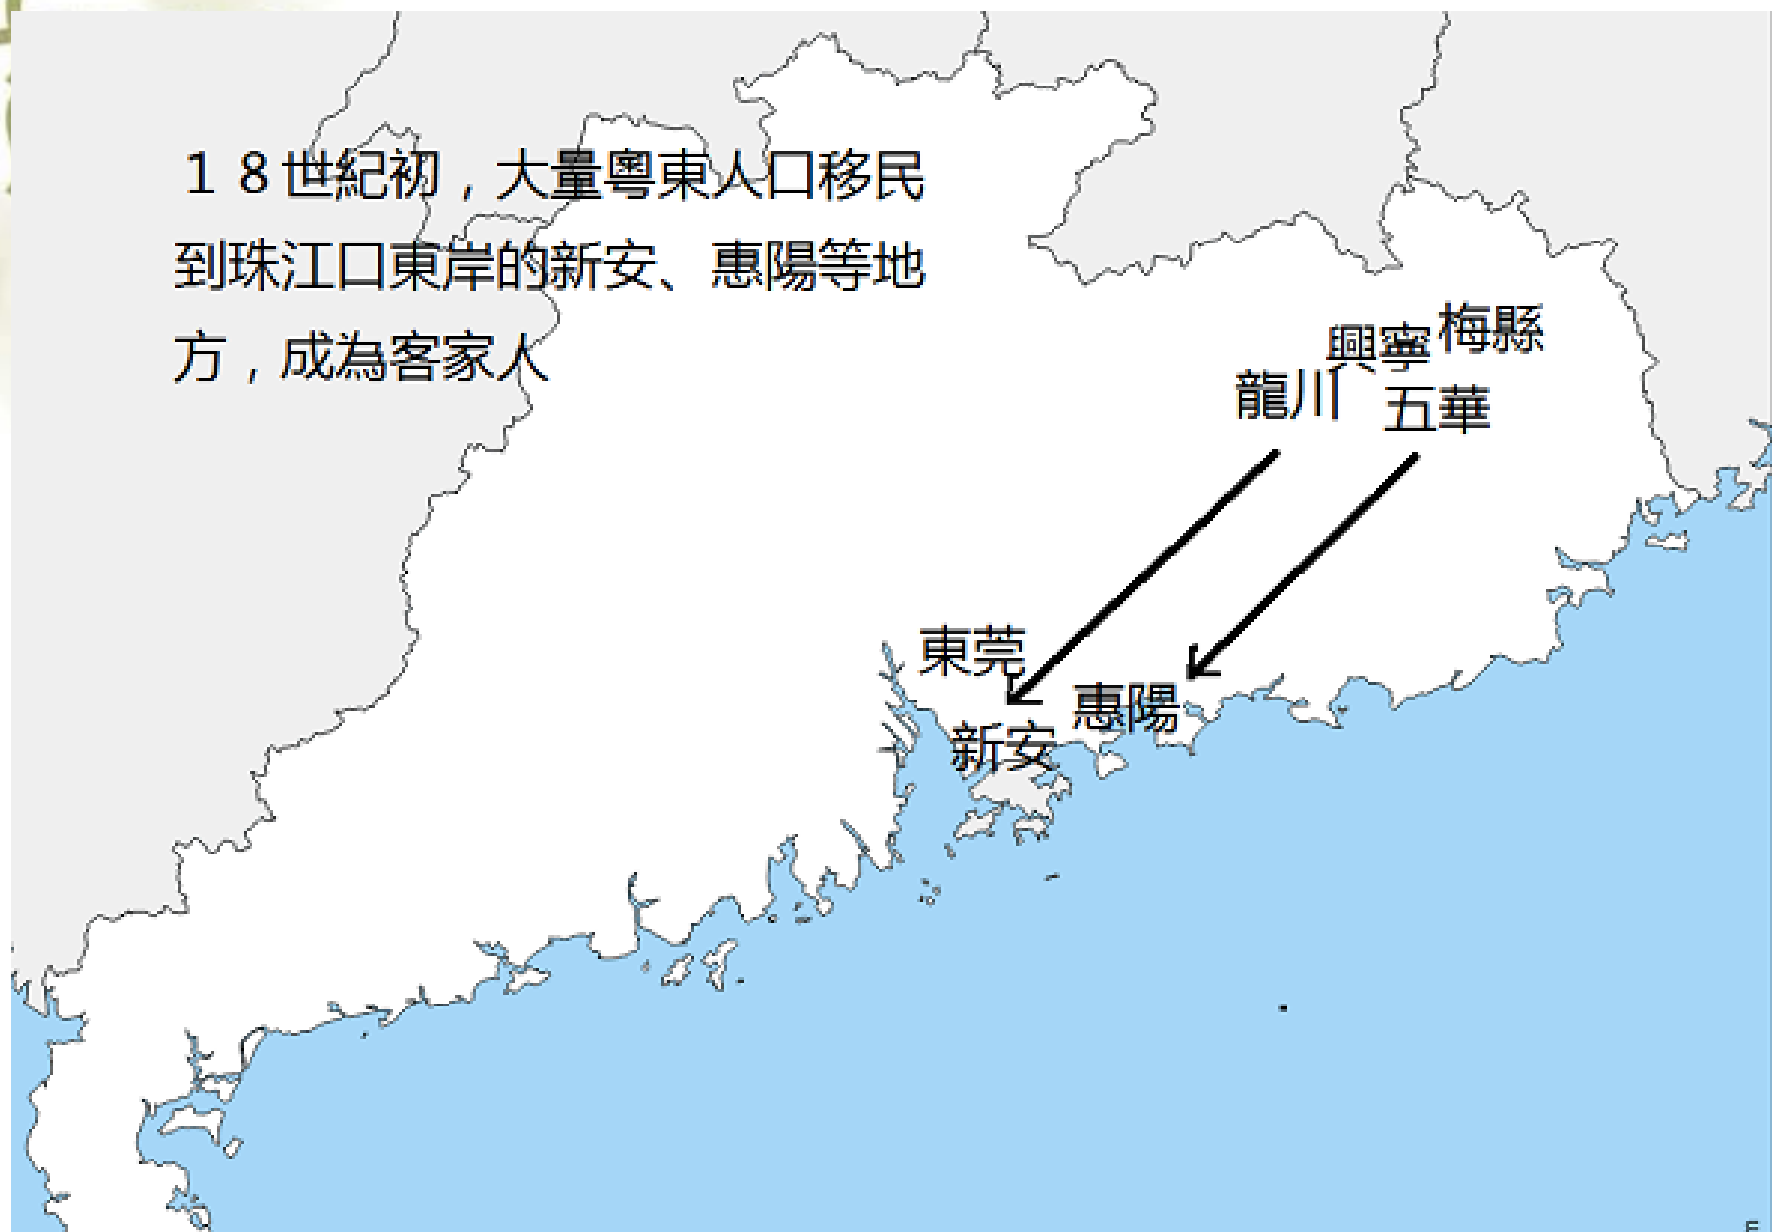 １８世紀初，大量粵東人口移民
到珠江口東岸的新安、惠陽等地
方，成為客家人
梅縣
興寧
龍川
五華
東莞
惠陽
新安